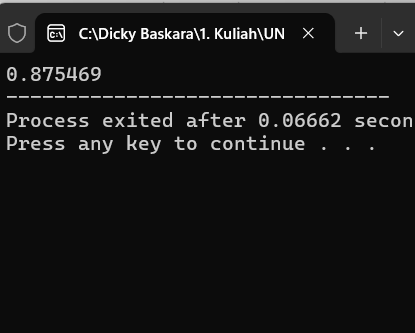 C:\Dicky Baskara\1. Kuliah\UN
0.875469
--------------------------------
Process exited after 0.06662 secon
Press any key to continue . . .